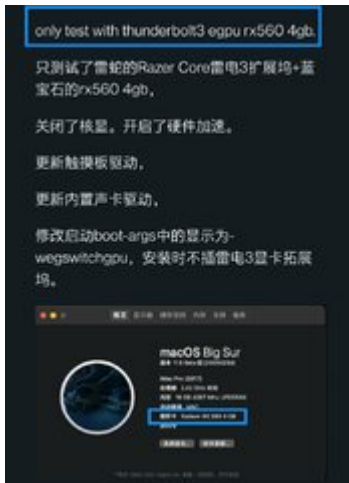 only test with thunderbolt3 egpu rx560 4gb.
只测试了雷蛇的Razer Core雷电3扩展坞+蓝
宝石的rx560 4gb,
关闭了核显。开启了硬件加速。
更新触摸板驱动,
更新内置声卡驱动,
修改启动boot-args中的显示为-
wegswitchgpu,安装时不插雷电3显卡拓展
坞。
概览
macOS Big Sur